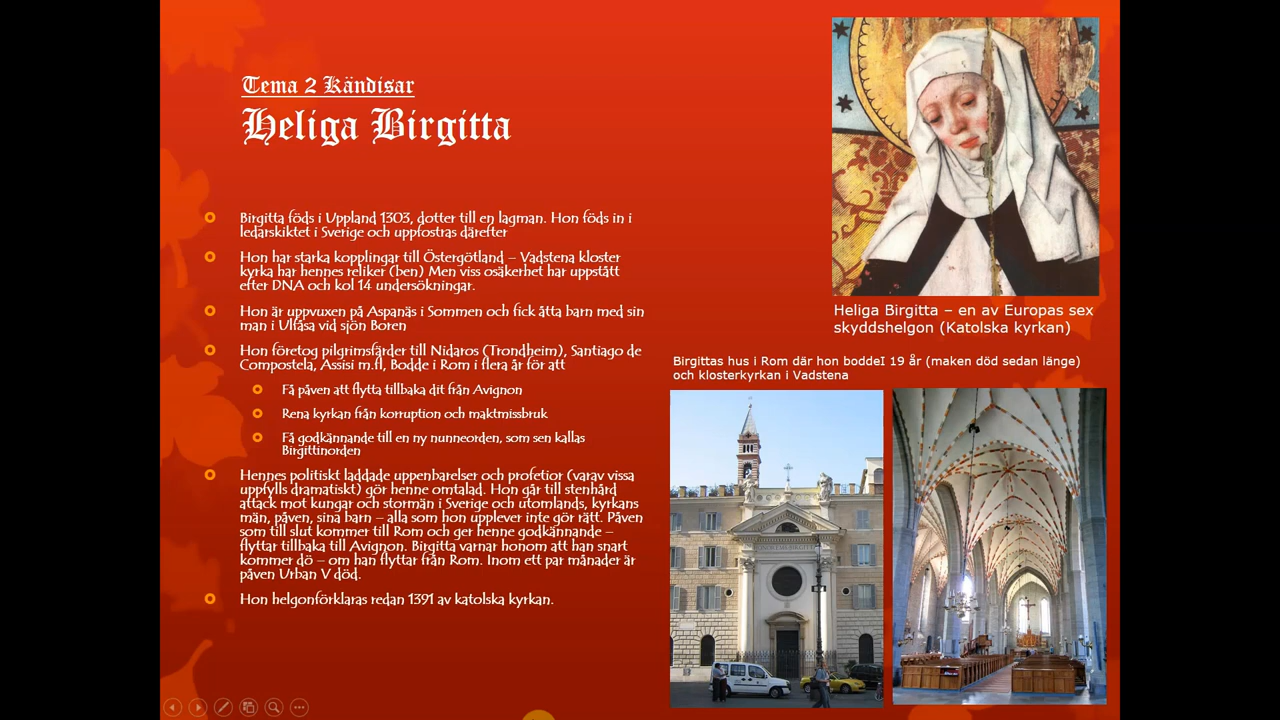 Tema 2 Kändisar
Heliga Birgitta
Birgitta föds i Uppland 1303, dotter till en lagman. Hon föds in i
ledarskiktet i Sverige och uppfostras därefter
Hon har starka kopplingar till Östergötland – Vadstena kloster
kyrka har hennes reliker (ben) Men viss osäkerhet har uppstått
efter DNA och kol 14 undersökningar.
Hon är uppvuxen på Aspanäs i Sommen och fick åtta barn med sin
man i Ulfåsa vid sjön Boren
Hon företog pilgrimsfärder till Nidaros (Trondheim), Santiago de
Compostela, Assisi m.fl, Bodde i Rom i flera år för att
Få påven att flytta tillbaka dit från Avignon
Rena kyrkan från korruption och maktmissbruk
Få godkännande till en ny nunneorden, som sen kallas
Birgittinorden
Hennes politiskt laddade uppenbarelser och profetior (varav vissa
uppfylls dramatiskt) gör henne omtalad. Hon går till stenhård
attack mot kungar och stormän i Sverige och utomlands, kyrkans
män, påven, sina barn – alla som hon upplever inte gör rätt. Påven
som till slut kommer till Rom och ger henne godkännande –
flyttar tillbaka till Avignon. Birgitta varnar honom att han snart
kommer dö – om han flyttar från Rom. Inom ett par månader är
påven Urban V död.
Hon helgonförklaras redan 1391 av katolska kyrkan.
Heliga Birgitta – en av Europas sex
skyddshelgon (Katolska kyrkan)
Birgittas hus i Rom där hon boddeI 19 år (maken död sedan länge)
och klosterkyrkan i Vadstena